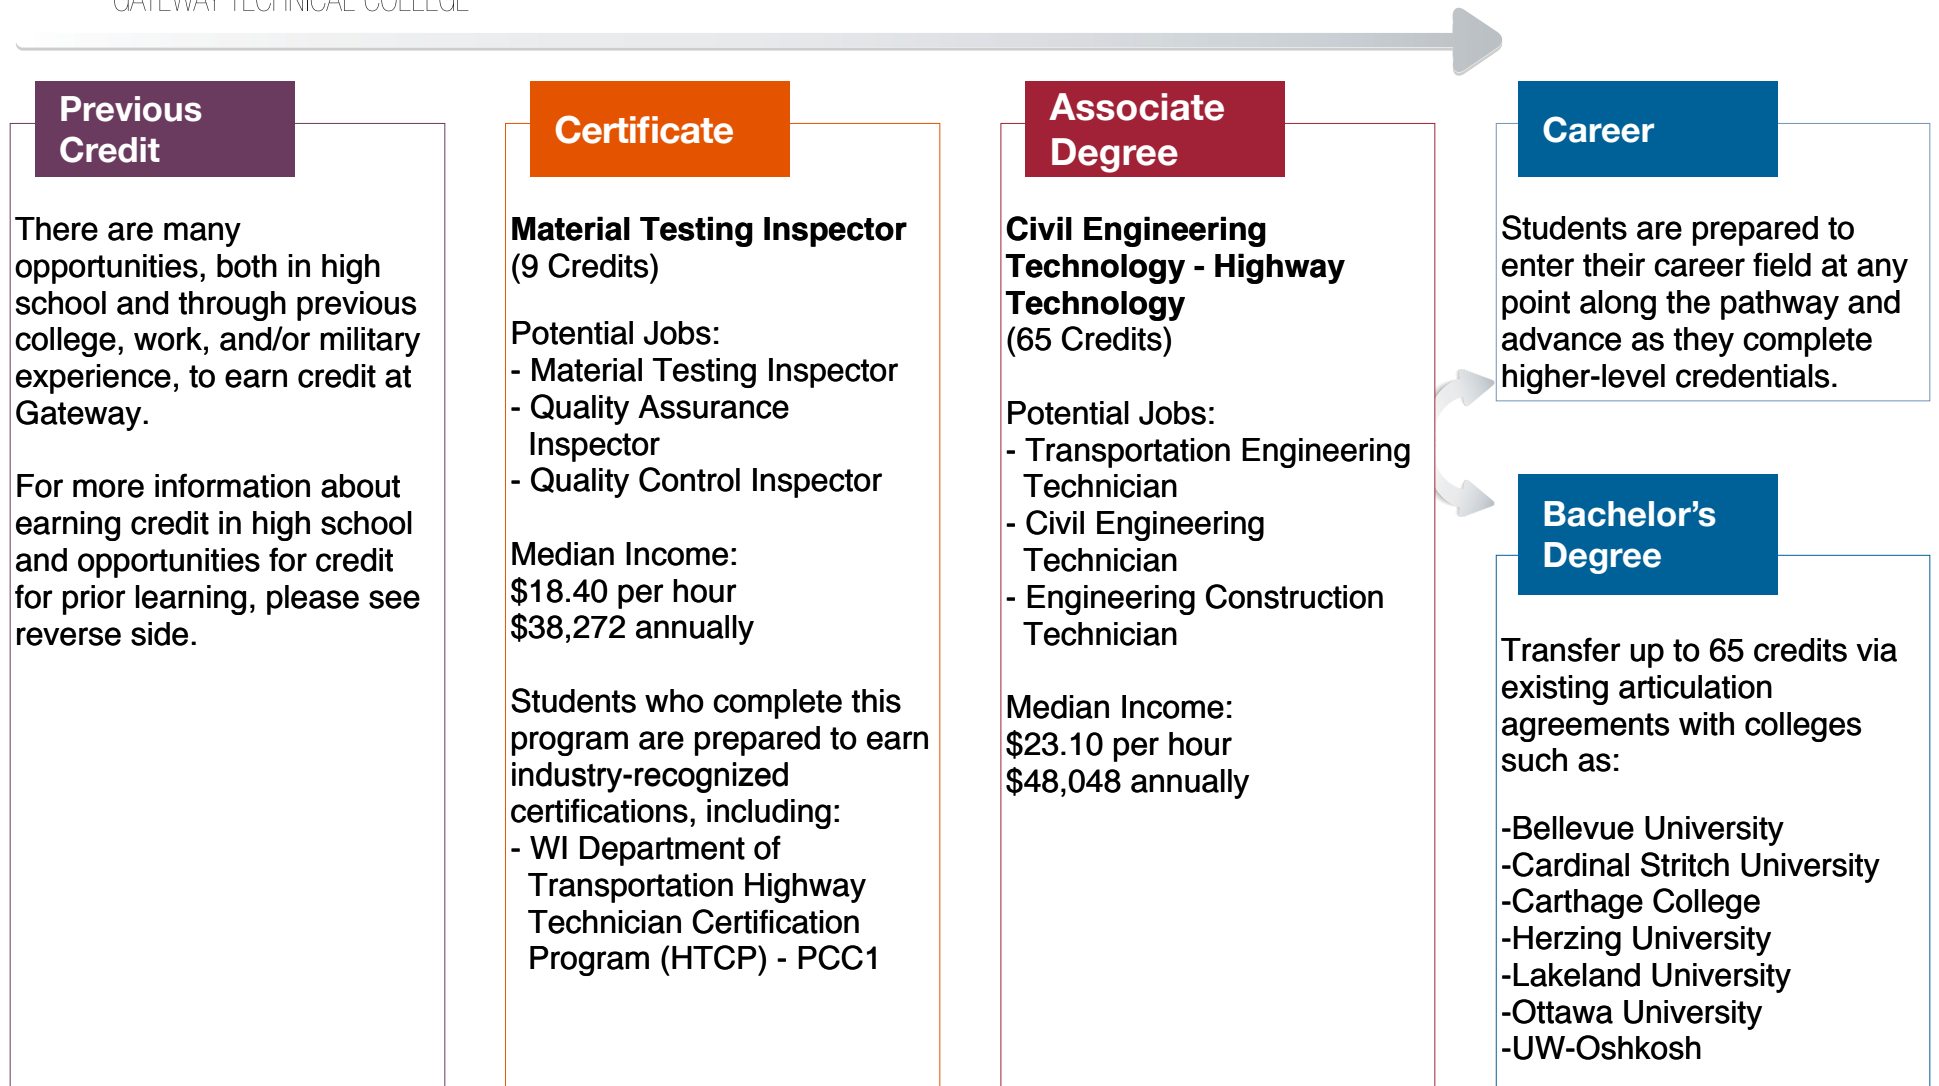 GATEWAY TECHNICAL COLLEGE
Previous
Credit
There are many
opportunities, both in high
school and through previous
college, work, and/or military
experience, to earn credit at
Gateway.
For more information about
earning credit in high school
and opportunities for credit
for prior learning, please see
reverse side.
Certificate
Material Testing Inspector
(9 Credits)
Potential Jobs:
- Material Testing Inspector
- Quality Assurance
Inspector
- Quality Control Inspector
Median Income:
$18.40 per hour
$38,272 annually
Students who complete this
program are prepared to earn
industry-recognized
certifications, including:
- WI Department of
Transportation Highway
Technician Certification
Program (HTCP) - PCC1
Associate
Degree
Civil Engineering
Technology - Highway
Technology
(65 Credits)
Potential Jobs:
- Transportation Engineering
Technician
- Civil Engineering
Technician
- Engineering Construction
Technician
Median Income:
$23.10 per hour
$48,048 annually
Career
Students are prepared to
enter their career field at any
point along the pathway and
advance as they complete
higher-level credentials.
Bachelor’s
Degree
Transfer up to 65 credits via
existing articulation
agreements with colleges
such as:
-Bellevue University
-Cardinal Stritch University
-Carthage College
-Herzing University
-Lakeland University
-Ottawa University
-UW-Oshkosh